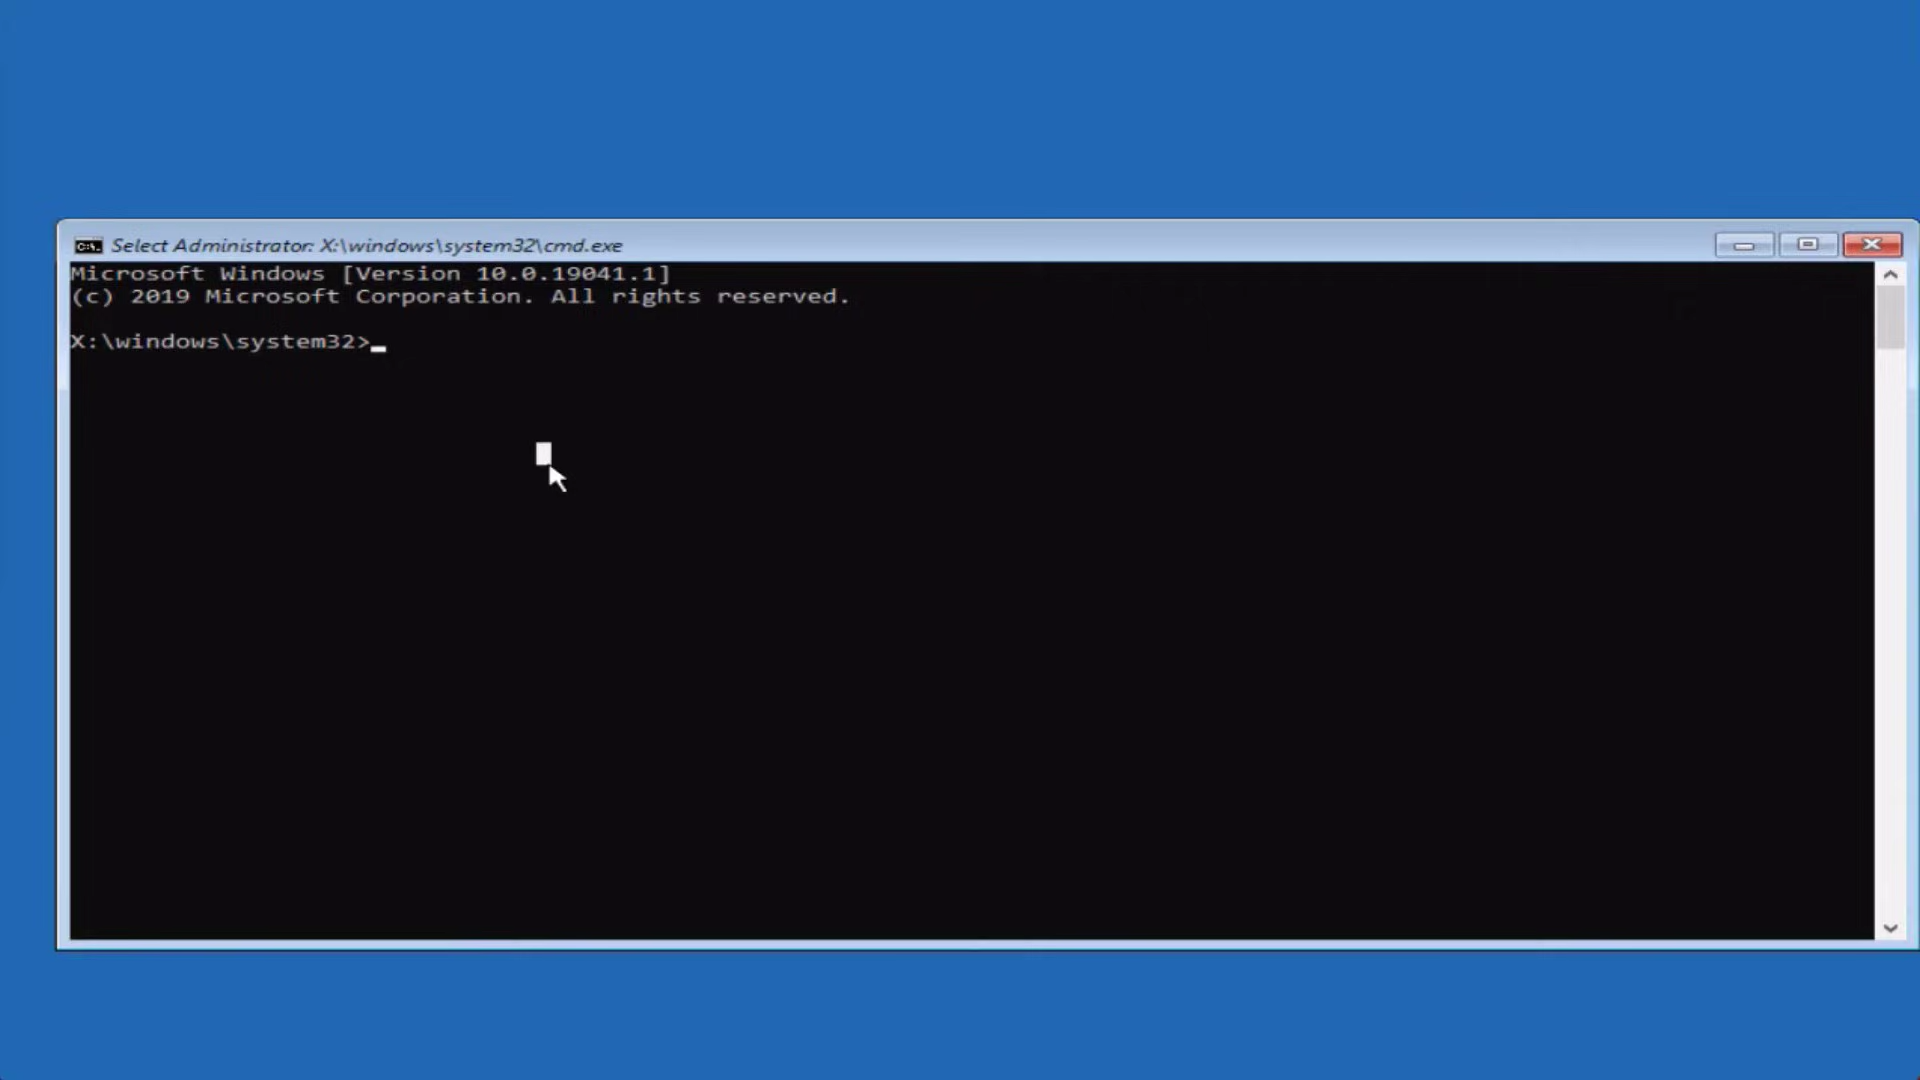 Select Administrator: X:\windows\system32\cmd.exe
Microsoft Windows [Version 10.0.19041.1]
(c) 2019 Microsoft Corporation. All rights reserved.
X:\windows\system32>